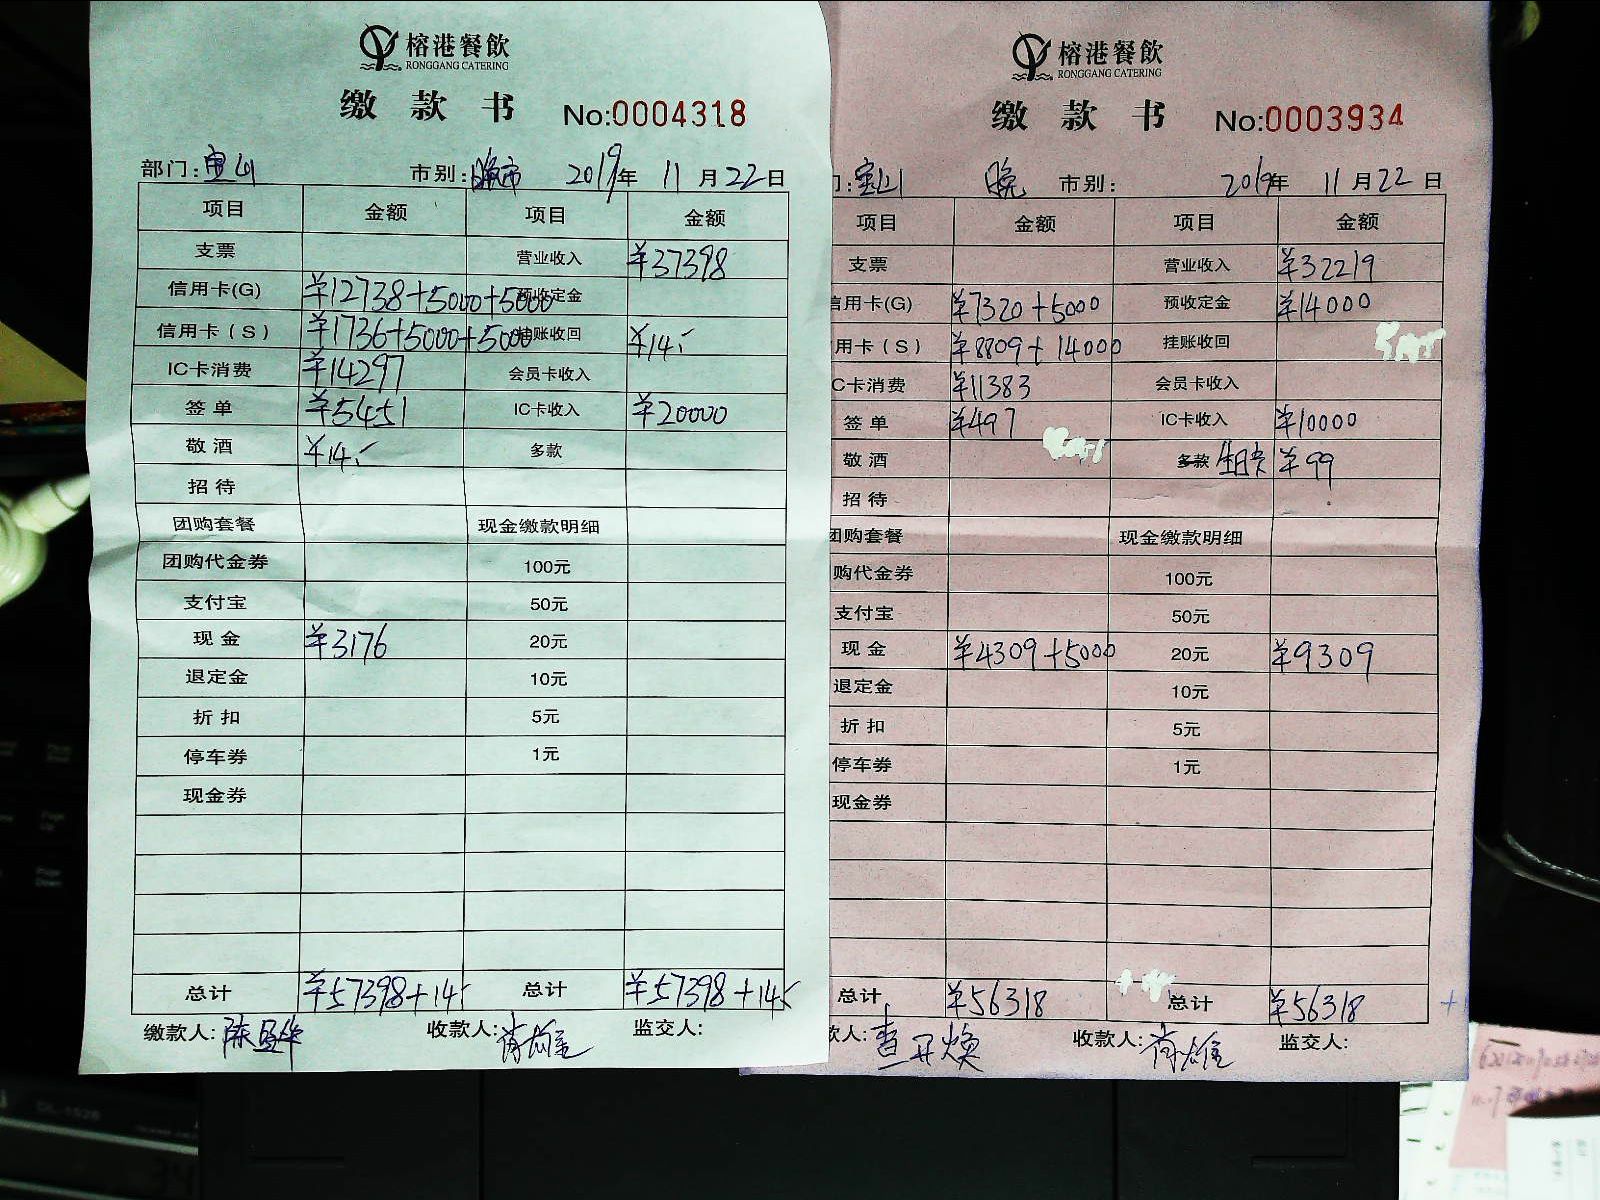 榕港餐飲
RONGGANG CATERING
缴款书 No:0004318
部门:宝山 市别:晚市 2019年 11月22日
项目 金额 项目 金额
支票 营业收入 ¥37398
信用卡(G) ¥12738+5000+5000 预收定金
信用卡(S) ¥1736+5000+5000 挂账收回 ¥14.-
IC卡消费 ¥14297 会员卡收入
签单 ¥5451 IC卡收入 ¥20000
敬酒 ¥14.- 多款
招待
团购套餐 现金缴款明细
团购代金券 100元
支付宝 50元
现金 ¥3176 20元
退定金 10元
折扣 5元
停车券 1元
现金券
总计 ¥57398+14.- 总计 ¥57398+14.-
缴款人: 收款人:肖雄 监交人:
榕港餐飲
RONGGANG CATERING
缴款书 No:0003934
门:宝山 晚 市别: 2019年 11月22日
项目 金额 项目 金额
支票 营业收入 ¥32219
信用卡(G) ¥7320+5000 预收定金 ¥14000
用卡(S) ¥8809+14000 挂账收回
C卡消费 ¥11383 会员卡收入
签单 ¥497 IC卡收入 ¥10000
敬酒 多款 ¥99
招待
团购套餐 现金缴款明细
购代金券 100元
支付宝 50元
现金 ¥4309+5000 20元 ¥9309
退定金 10元
折扣 5元
停车券 1元
现金券
总计 ¥56318 总计 ¥56318
款人: 收款人:肖雄 监交人: